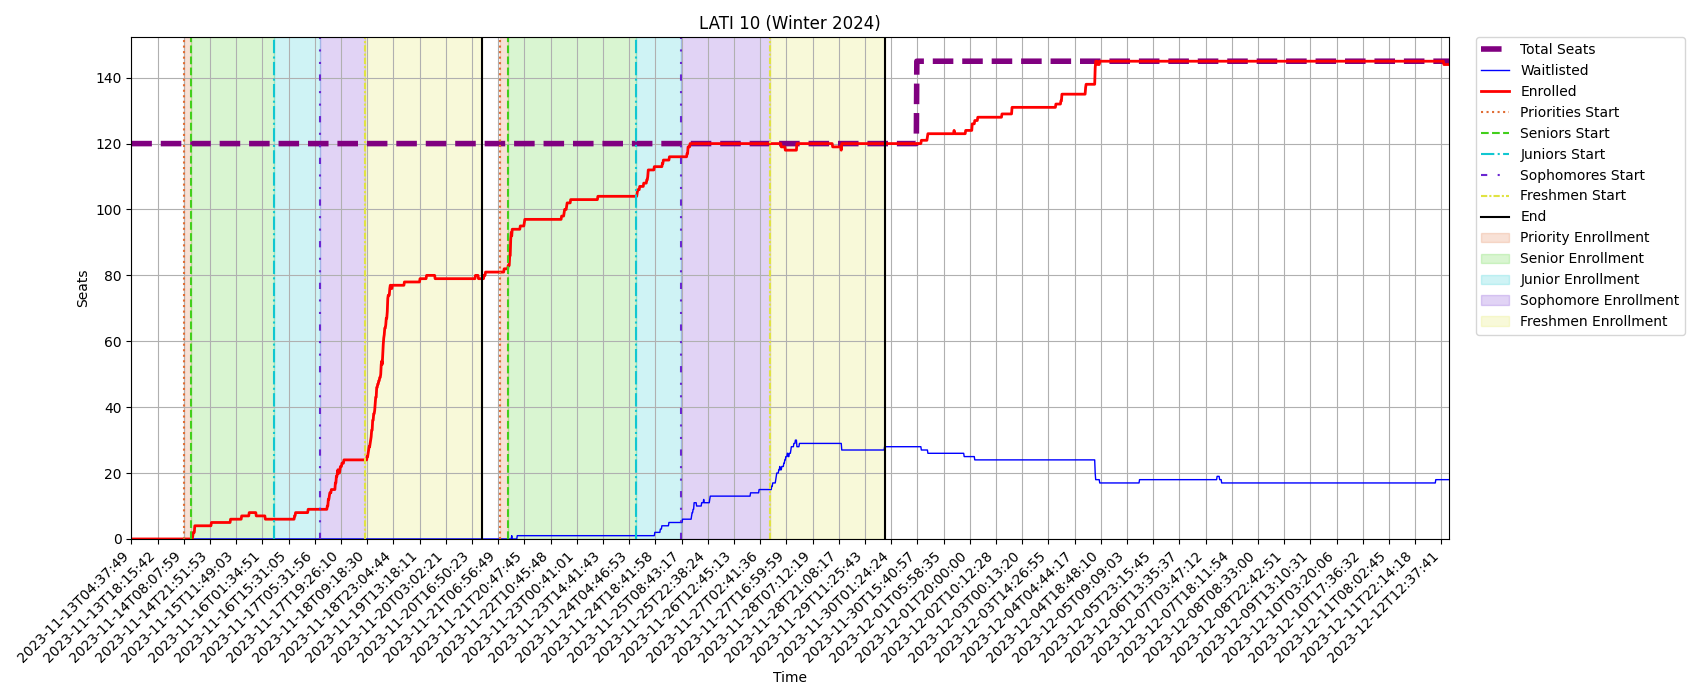 LATI 10 (Winter 2024)
Seats
140
120
100
80
60
40
20
0
2023-11-13T04:37:49
2023-11-13T18:15:42
2023-11-14T08:07:59
2023-11-14T21:51:53
2023-11-15T11:49:03
2023-11-16T01:34:51
2023-11-16T15:31:05
2023-11-17T05:31:56
2023-11-17T19:26:10
2023-11-18T09:18:30
2023-11-18T23:04:44
2023-11-19T13:18:11
2023-11-20T03:02:21
2023-11-20T16:50:23
2023-11-21T06:56:49
2023-11-21T20:47:45
2023-11-22T10:45:48
2023-11-23T00:41:01
2023-11-23T14:41:43
2023-11-24T04:46:53
2023-11-24T18:41:58
2023-11-25T08:43:17
2023-11-25T22:38:24
2023-11-26T12:45:13
2023-11-27T02:41:36
2023-11-27T16:59:59
2023-11-28T07:12:19
2023-11-28T21:08:17
2023-11-29T11:25:43
2023-11-30T01:24:24
2023-11-30T15:40:57
2023-12-01T05:58:35
2023-12-01T20:00:00
2023-12-02T10:12:28
2023-12-03T00:13:20
2023-12-03T14:26:55
2023-12-04T04:44:17
2023-12-04T18:48:10
2023-12-05T09:09:03
2023-12-05T23:15:45
2023-12-06T13:35:37
2023-12-07T03:47:12
2023-12-07T18:11:54
2023-12-08T08:33:00
2023-12-08T22:42:51
2023-12-09T13:10:31
2023-12-10T03:20:06
2023-12-10T17:36:32
2023-12-11T08:02:45
2023-12-11T22:14:18
2023-12-12T12:37:41
Time
Total Seats
Waitlisted
Enrolled
Priorities Start
Seniors Start
Juniors Start
Sophomores Start
Freshmen Start
End
Priority Enrollment
Senior Enrollment
Junior Enrollment
Sophomore Enrollment
Freshmen Enrollment